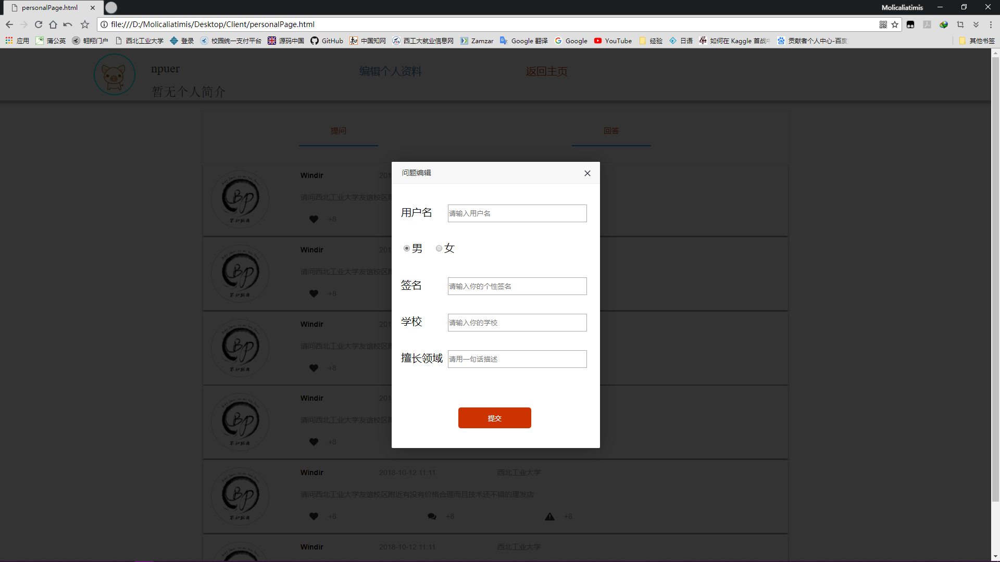 personalPage.html
Molicaliatimis
file:///D:/Molicaliatimis/Desktop/Client/personalPage.html
应用 蒲公英 翱翔门户 西北工业大学 登录 校园统一支付平台 源码中国 GitHub 中国知网 西工大就业信息网 Zamzar Google 翻译 Google YouTube 经验 日语 如何在 Kaggle 首战中 贡献者个人中心-百度 其他书签
npuer
编辑个人资料 返回主页
暂无个人简介
提问 回答
问题编辑
用户名 请输入用户名
男 女
签名 请输入你的个性签名
学校 请输入你的学校
擅长领域 请用一句话描述
提交
Windir 201
请问西北工业大学友谊校区附
+8
Windir 201
请问西北工业大学友谊校区附
+8
Windir 201
请问西北工业大学友谊校区附
+8
Windir 201
请问西北工业大学友谊校区附
+8
Windir 2018-10-12 11:11 西北工业大学
请问西北工业大学友谊校区附近有没有价格合理而且技术还不错的理发店
+8 +8 +8
Windir 2018-10-12 11:11 西北工业大学